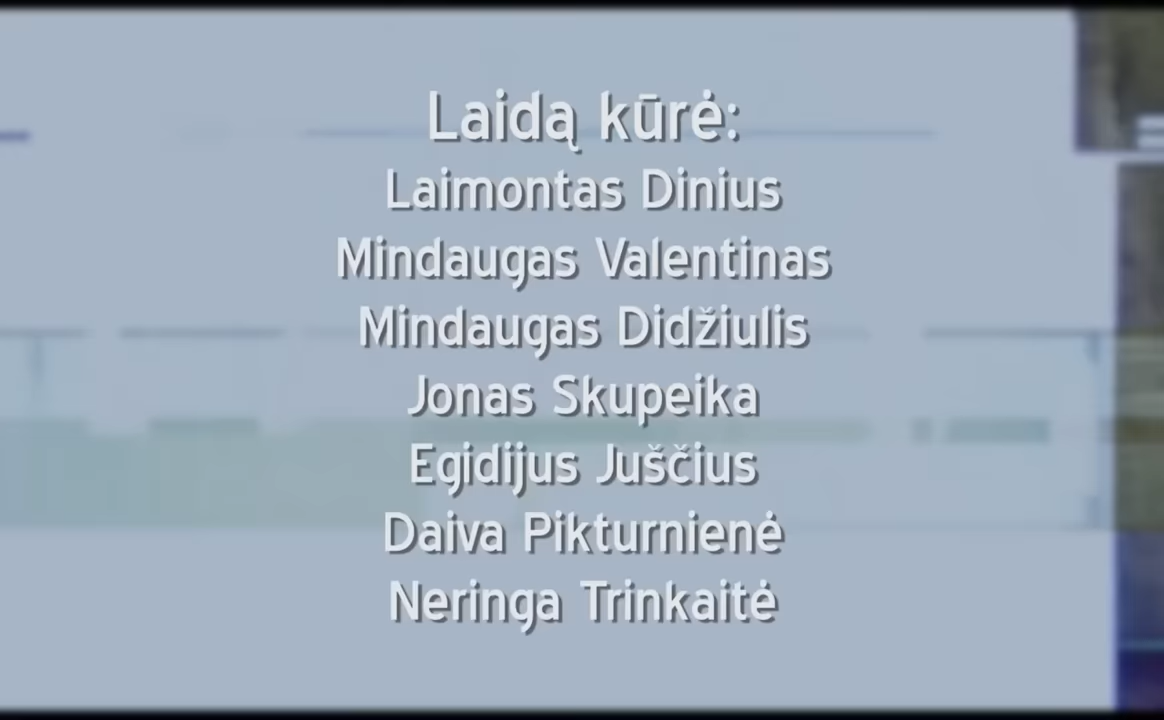 Laidą kūrė:
Laimontas Dinius
Mindaugas Valentinas
Mindaugas Didžiulis
Jonas Skupeika
Egidijus Juščius
Daiva Pikturnienė
Neringa Trinkaitė